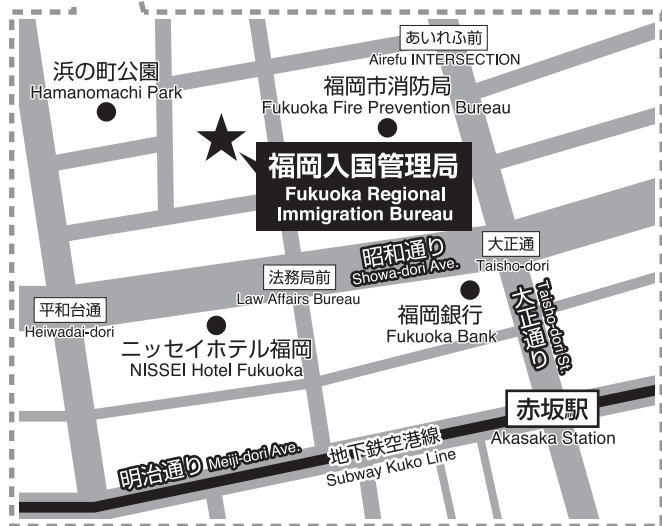 あいれふ前
Airefu INTERSECTION
浜の町公園
Hamanomachi Park
福岡市消防局
Fukuoka Fire Prevention Bureau
福岡入国管理局
Fukuoka Regional
Immigration Bureau
昭和通り
Showa-dori Ave.
大正通
Taisho-dori
法務局前
Law Affairs Bureau
平和台通
Heiwadai-dori
福岡銀行
Fukuoka Bank
大正通り
Taisho-dori St.
ニッセイホテル福岡
NISSEI Hotel Fukuoka
赤坂駅
Akasaka Station
明治通り Meiji-dori Ave.
地下鉄空港線
Subway Kuko Line